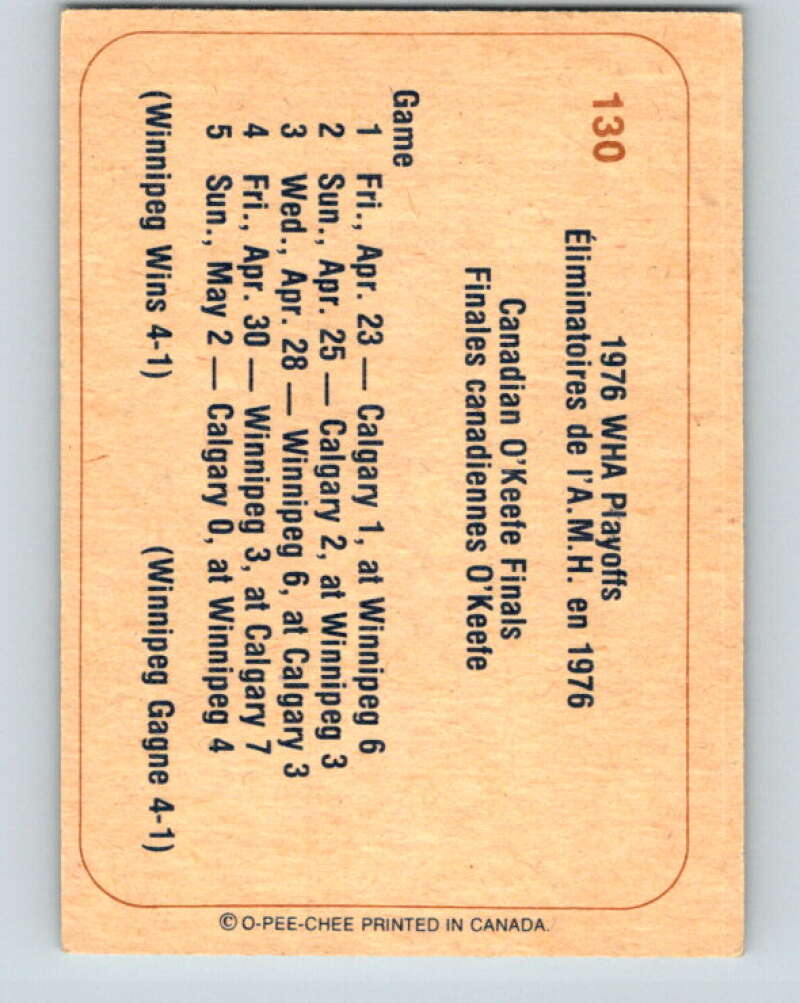 130
1976 WHA Playoffs
Éliminatoires de l'A.M.H. en 1976
Canadian O'Keefe Finals
Finales canadiennes O'Keefe
Game
1 Fri., Apr. 23 — Calgary 1, at Winnipeg 6
2 Sun., Apr. 25 — Calgary 2, at Winnipeg 3
3 Wed., Apr. 28 — Winnipeg 6, at Calgary 3
4 Fri., Apr. 30 — Winnipeg 3, at Calgary 7
5 Sun., May 2 — Calgary 0, at Winnipeg 4
(Winnipeg Wins 4-1) (Winnipeg Gagne 4-1)
© O-PEE-CHEE PRINTED IN CANADA.